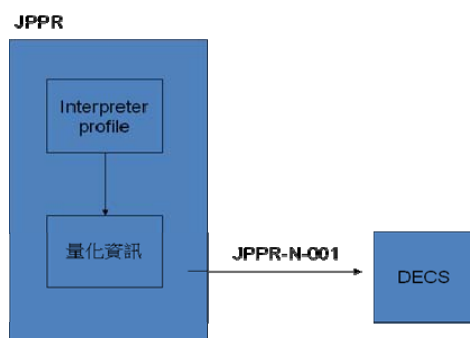 JPPR
Interpreter
profile
量化資訊
JPPR-N-001
DECS